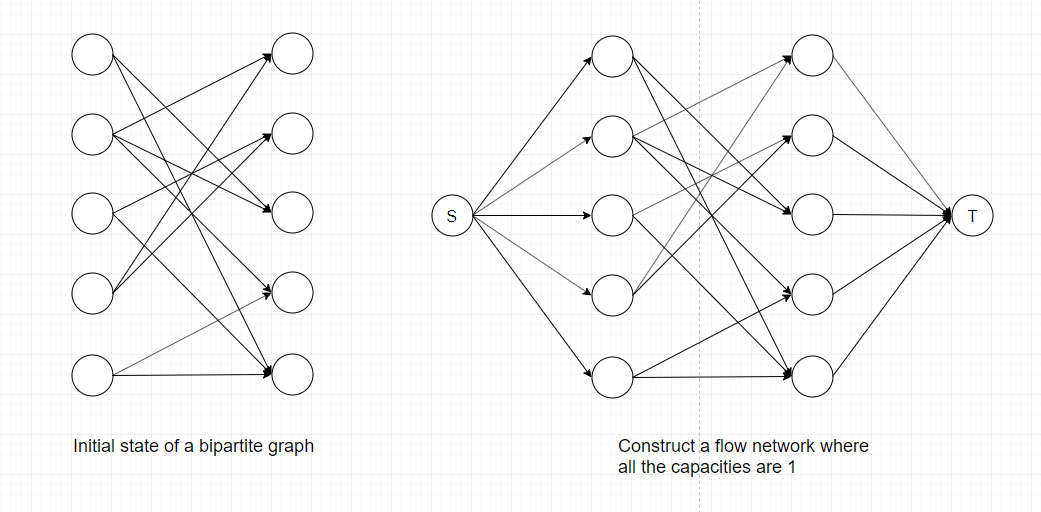 S
T
Initial state of a bipartite graph
Construct a flow network where
all the capacities are 1